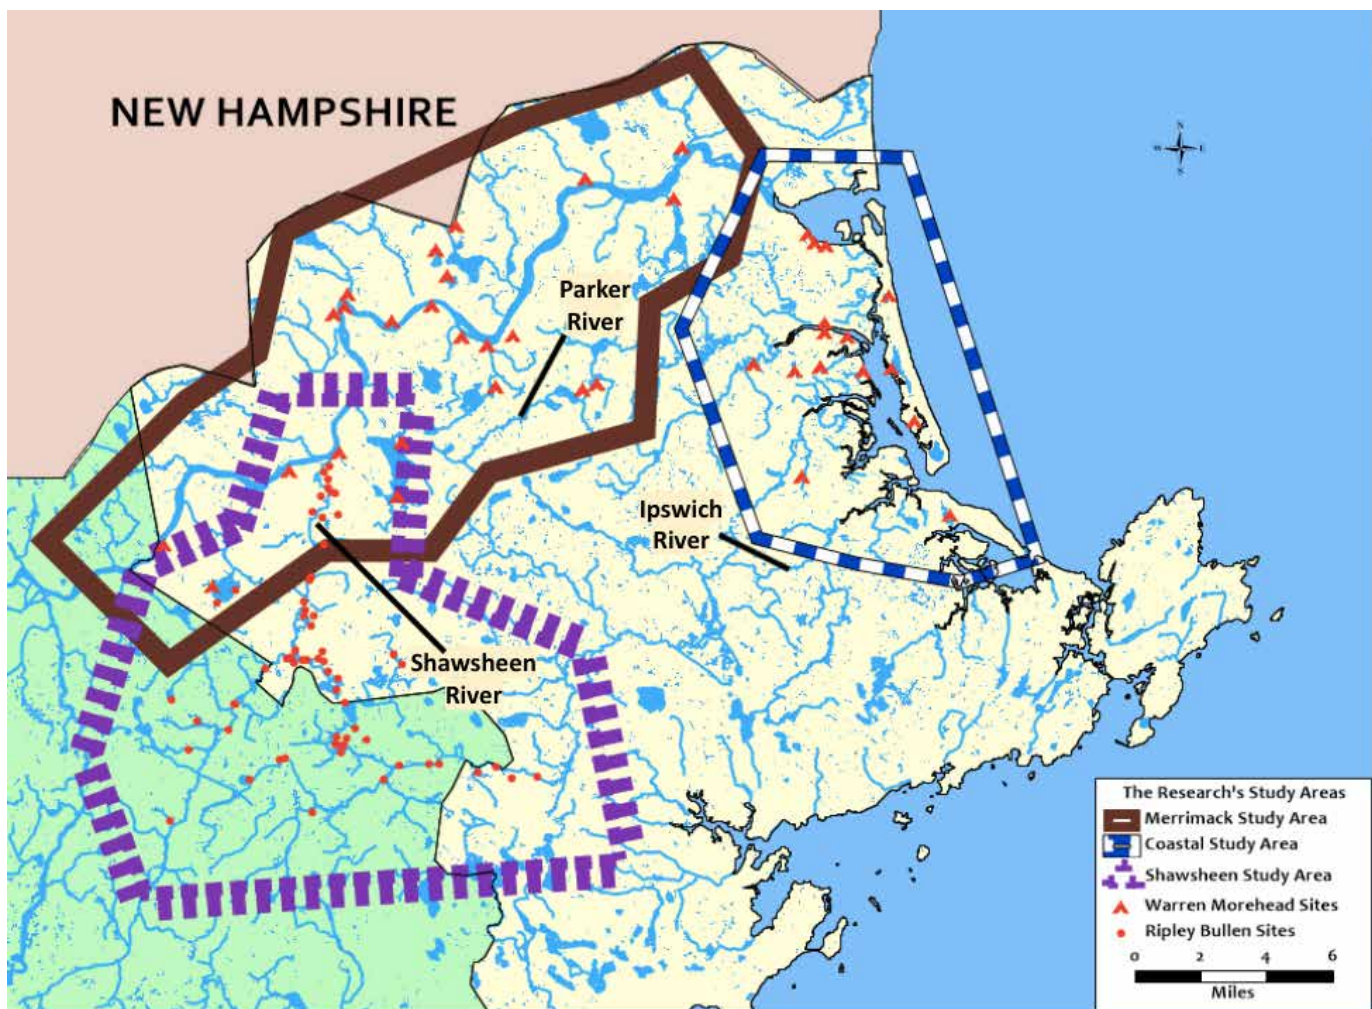 NEW HAMPSHIRE
N
W
E
S
Parker
River
Ipswich
River
Shawsheen
River
The Research's Study Areas
Merrimack Study Area
Coastal Study Area
Shawsheen Study Area
Warren Morehead Sites
Ripley Bullen Sites
0 2 4 6
Miles